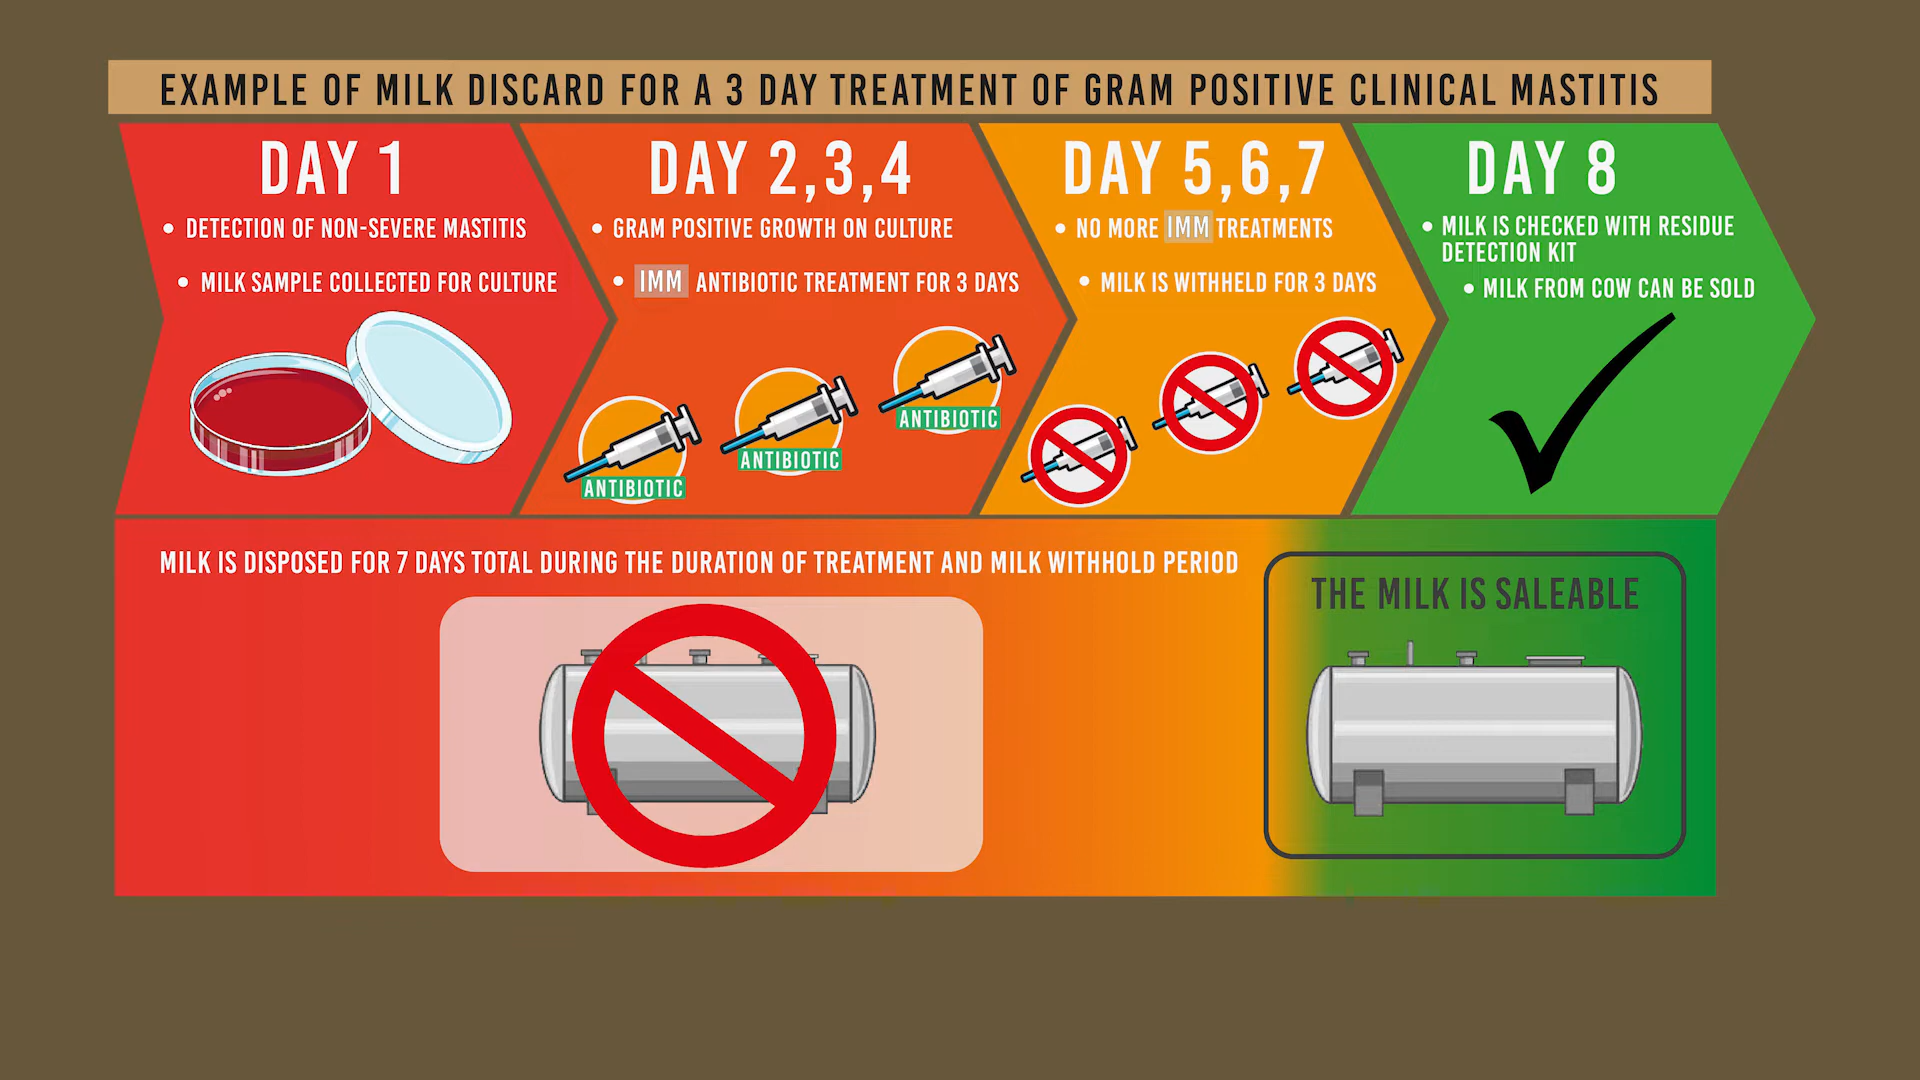 EXAMPLE OF MILK DISCARD FOR A 3 DAY TREATMENT OF GRAM POSITIVE CLINICAL MASTITIS
DAY 1
• DETECTION OF NON-SEVERE MASTITIS
• MILK SAMPLE COLLECTED FOR CULTURE
DAY 2,3,4
• GRAM POSITIVE GROWTH ON CULTURE
• IMM ANTIBIOTIC TREATMENT FOR 3 DAYS
ANTIBIOTIC
ANTIBIOTIC
ANTIBIOTIC
DAY 5,6,7
• NO MORE IMM TREATMENTS
• MILK IS WITHHELD FOR 3 DAYS
DAY 8
• MILK IS CHECKED WITH RESIDUE
DETECTION KIT
• MILK FROM COW CAN BE SOLD
MILK IS DISPOSED FOR 7 DAYS TOTAL DURING THE DURATION OF TREATMENT AND MILK WITHHOLD PERIOD
THE MILK IS SALEABLE